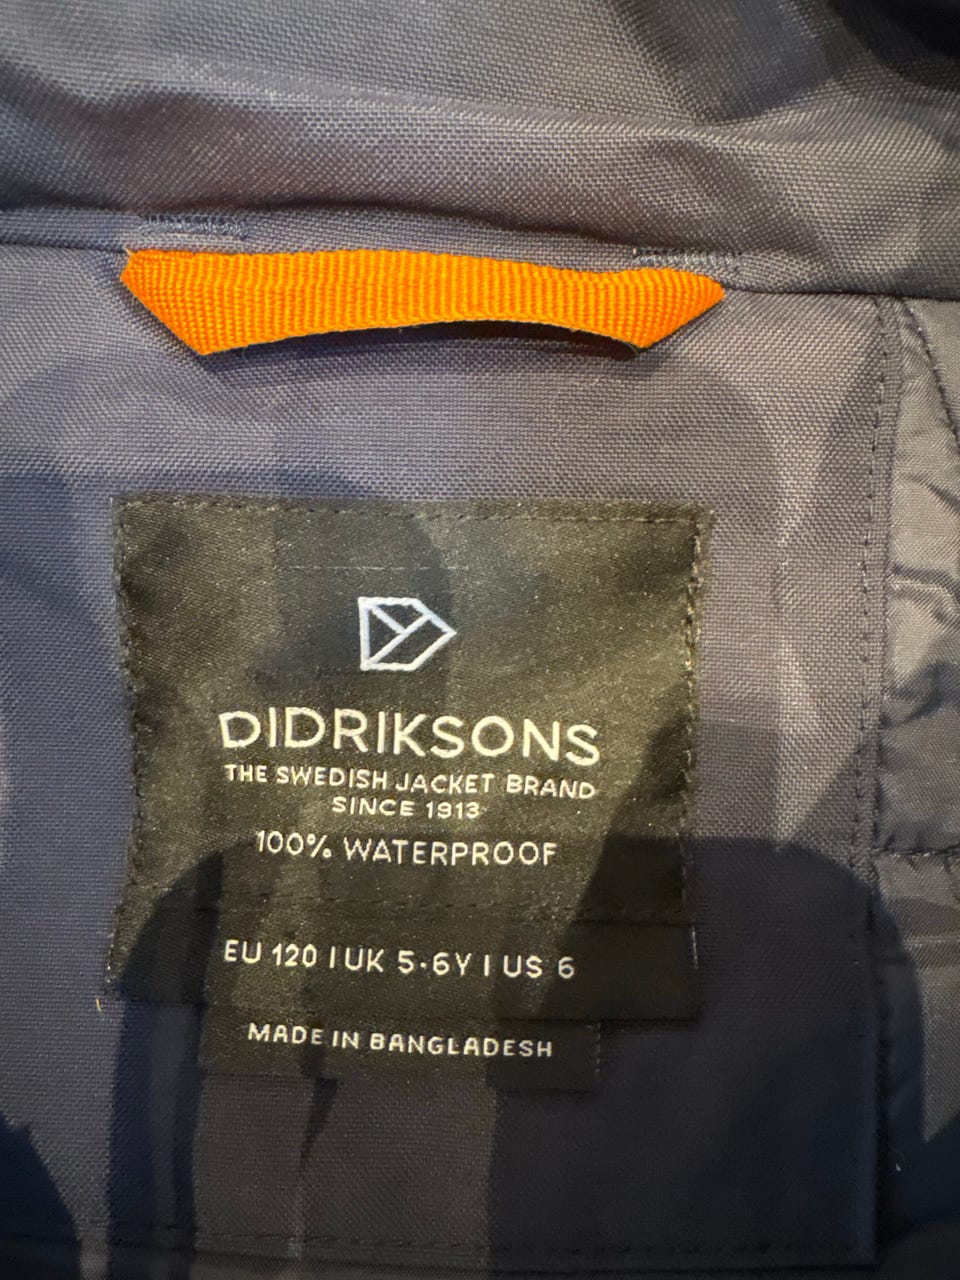 DIDRIKSONS
THE SWEDISH JACKET BRAND
SINCE 1913
100% WATERPROOF
EU 120 | UK 5-6Y | US 6
MADE IN BANGLADESH